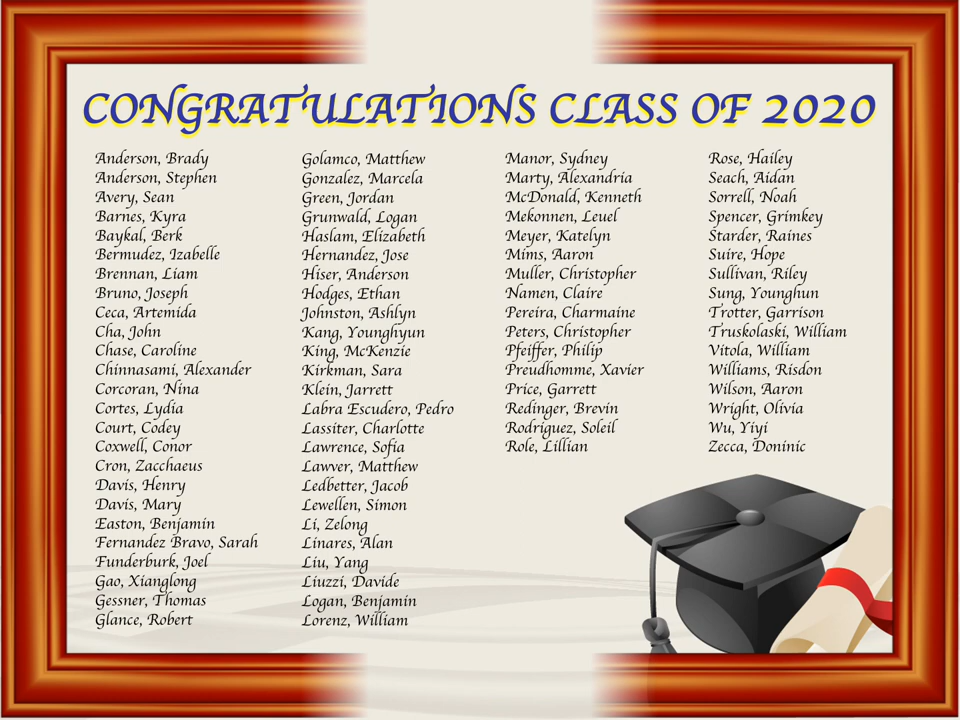 CONGRATULATIONS CLASS OF 2020
Anderson, Brady
Anderson, Stephen
Avery, Sean
Barnes, Kyra
Baykal, Berk
Bermudez, Izabelle
Brennan, Liam
Bruno, Joseph
Ceca, Artemida
Cha, John
Chase, Caroline
Chinnasami, Alexander
Corcoran, Nina
Cortes, Lydia
Court, Codey
Coxwell, Conor
Cron, Zacchaeus
Davis, Henry
Davis, Mary
Easton, Benjamin
Fernandez Bravo, Sarah
Funderburk, Joel
Gao, Xianglong
Gessner, Thomas
Glance, Robert
Golamco, Matthew
Gonzalez, Marcela
Green, Jordan
Grunwald, Logan
Haslam, Elizabeth
Hernandez, Jose
Hiser, Anderson
Hodges, Ethan
Johnston, Ashlyn
Kang, Younghyun
King, McKenzie
Kirkman, Sara
Klein, Jarrett
Labra Escudero, Pedro
Lassiter, Charlotte
Lawrence, Sofia
Lawver, Matthew
Ledbetter, Jacob
Lewellen, Simon
Li, Zelong
Linares, Alan
Liu, Yang
Liuzzi, Davide
Logan, Benjamin
Lorenz, William
Manor, Sydney
Marty, Alexandria
McDonald, Kenneth
Mekonnen, Leuel
Meyer, Katelyn
Mims, Aaron
Muller, Christopher
Namen, Claire
Pereira, Charmaine
Peters, Christopher
Pfeiffer, Philip
Preudhomme, Xavier
Price, Garrett
Redinger, Brevin
Rodriguez, Soleil
Role, Lillian
Rose, Hailey
Seach, Aidan
Sorrell, Noah
Spencer, Grimkey
Starder, Raines
Suire, Hope
Sullivan, Riley
Sung, Younghun
Trotter, Garrison
Truskolaski, William
Vitola, William
Williams, Risdon
Wilson, Aaron
Wright, Olivia
Wu, Yiyi
Zecca, Doninic